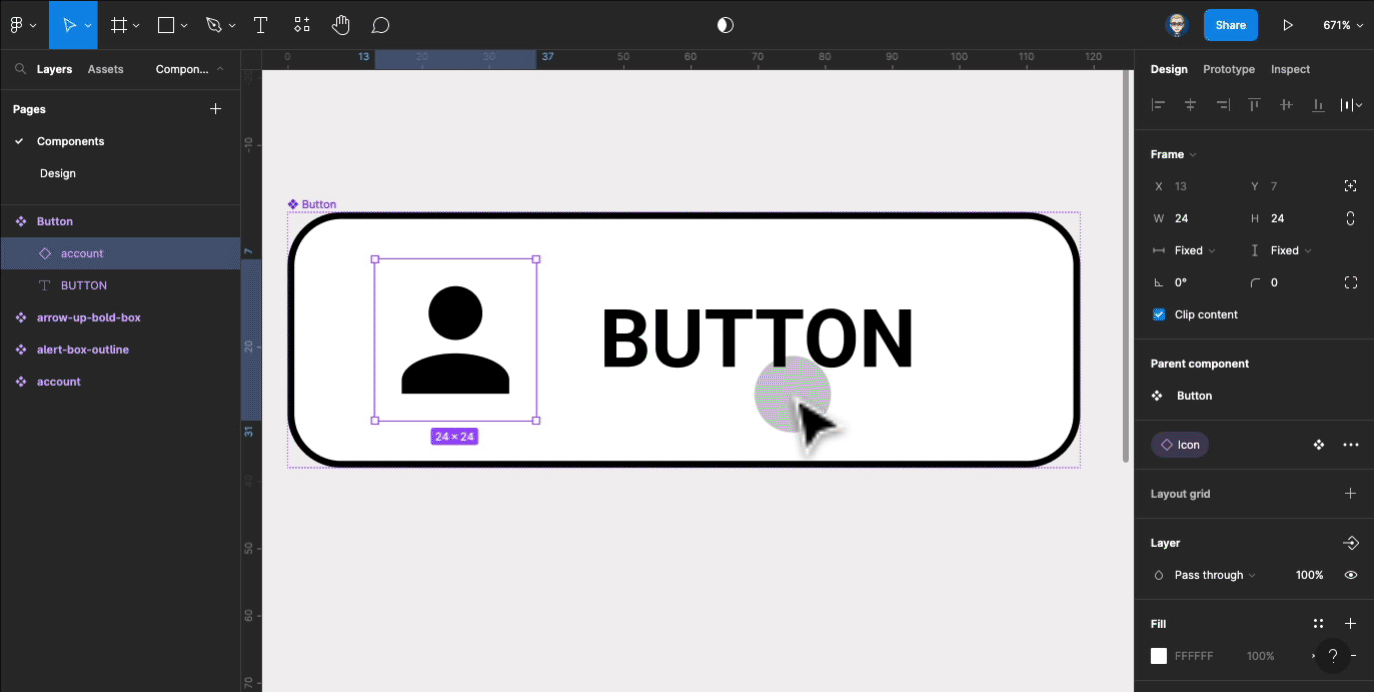 Share
671%
Layers Assets Compon...
Pages
Components
Design
Button
account
BUTTON
arrow-up-bold-box
alert-box-outline
account
0 13 20 30 37 50 60 70 80 90 100 110 120
-10
7
20
31
40
50
60
70
Button
BUTTON
24 × 24
Design Prototype Inspect
Frame
X 13 Y 7
W 24 H 24
Fixed Fixed
0° 0
Clip content
Parent component
Button
Icon
Layout grid
Layer
Pass through 100%
Fill
FFFFFF 100%
?